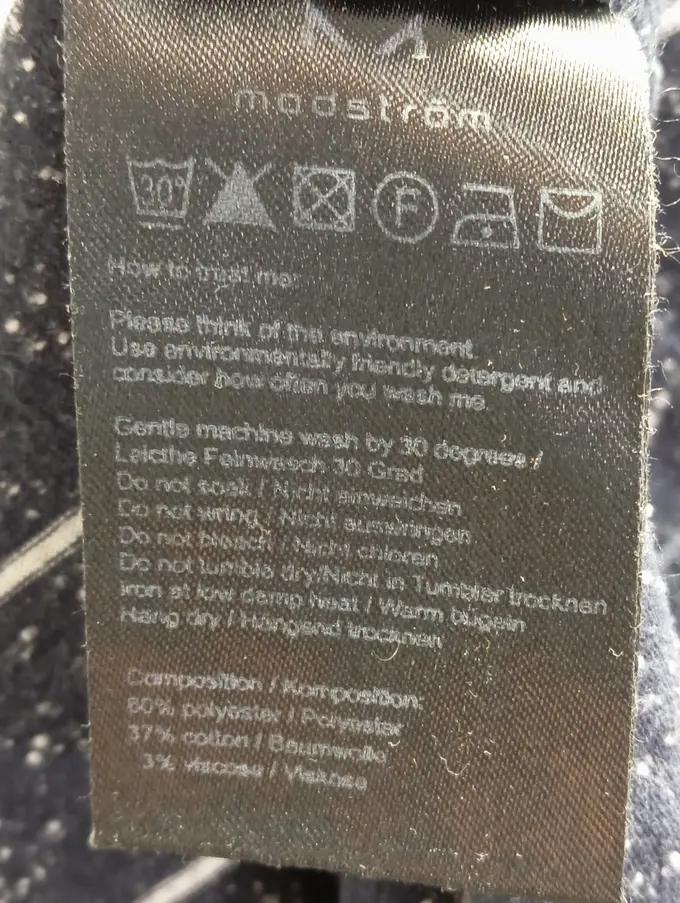 modström
30°
F
How to trust me:
Please think of the environment.
Use environmentally friendly detergent and
consider how often you wash me.
Gentle machine wash by 30 degrees /
Leicthe Feinwasch 30 Grad
Do not soak / Nicht einweichen
Do not wring / Nicht auswringen
Do not bleach / Nicht chloren
Do not tumble dry/Nicht in Tumbler trocknen
Iron at low damp heat / Warm bügeln
Hang dry / Hängend trocknen
Composition / Komposition:
60% polyester / Polyester
37% cotton / Baumwolle
3% viscose / Viskose